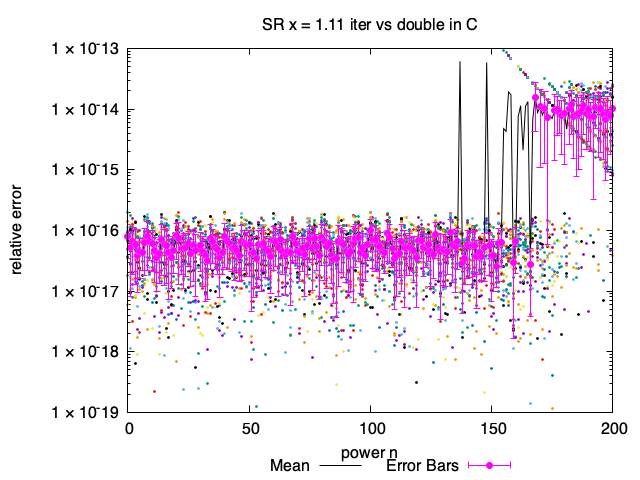 SR x = 1.11 iter vs double in C
1 × 10^-13
1 × 10^-14
1 × 10^-15
1 × 10^-16
1 × 10^-17
1 × 10^-18
1 × 10^-19
relative error
0 50 100 150 200
power n
Mean Error Bars